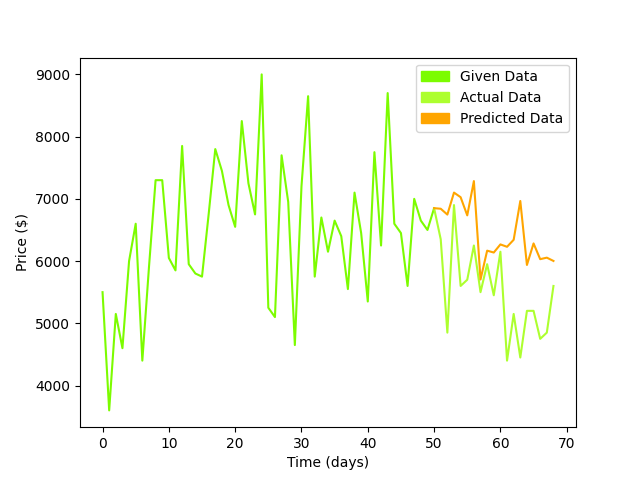 9000
8000
7000
6000
5000
4000
Price ($)
0 10 20 30 40 50 60 70
Time (days)
Given Data
Actual Data
Predicted Data